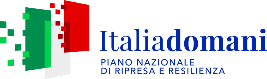 Italiadomani
PIANO NAZIONALE
DI RIPRESA E RESILIENZA